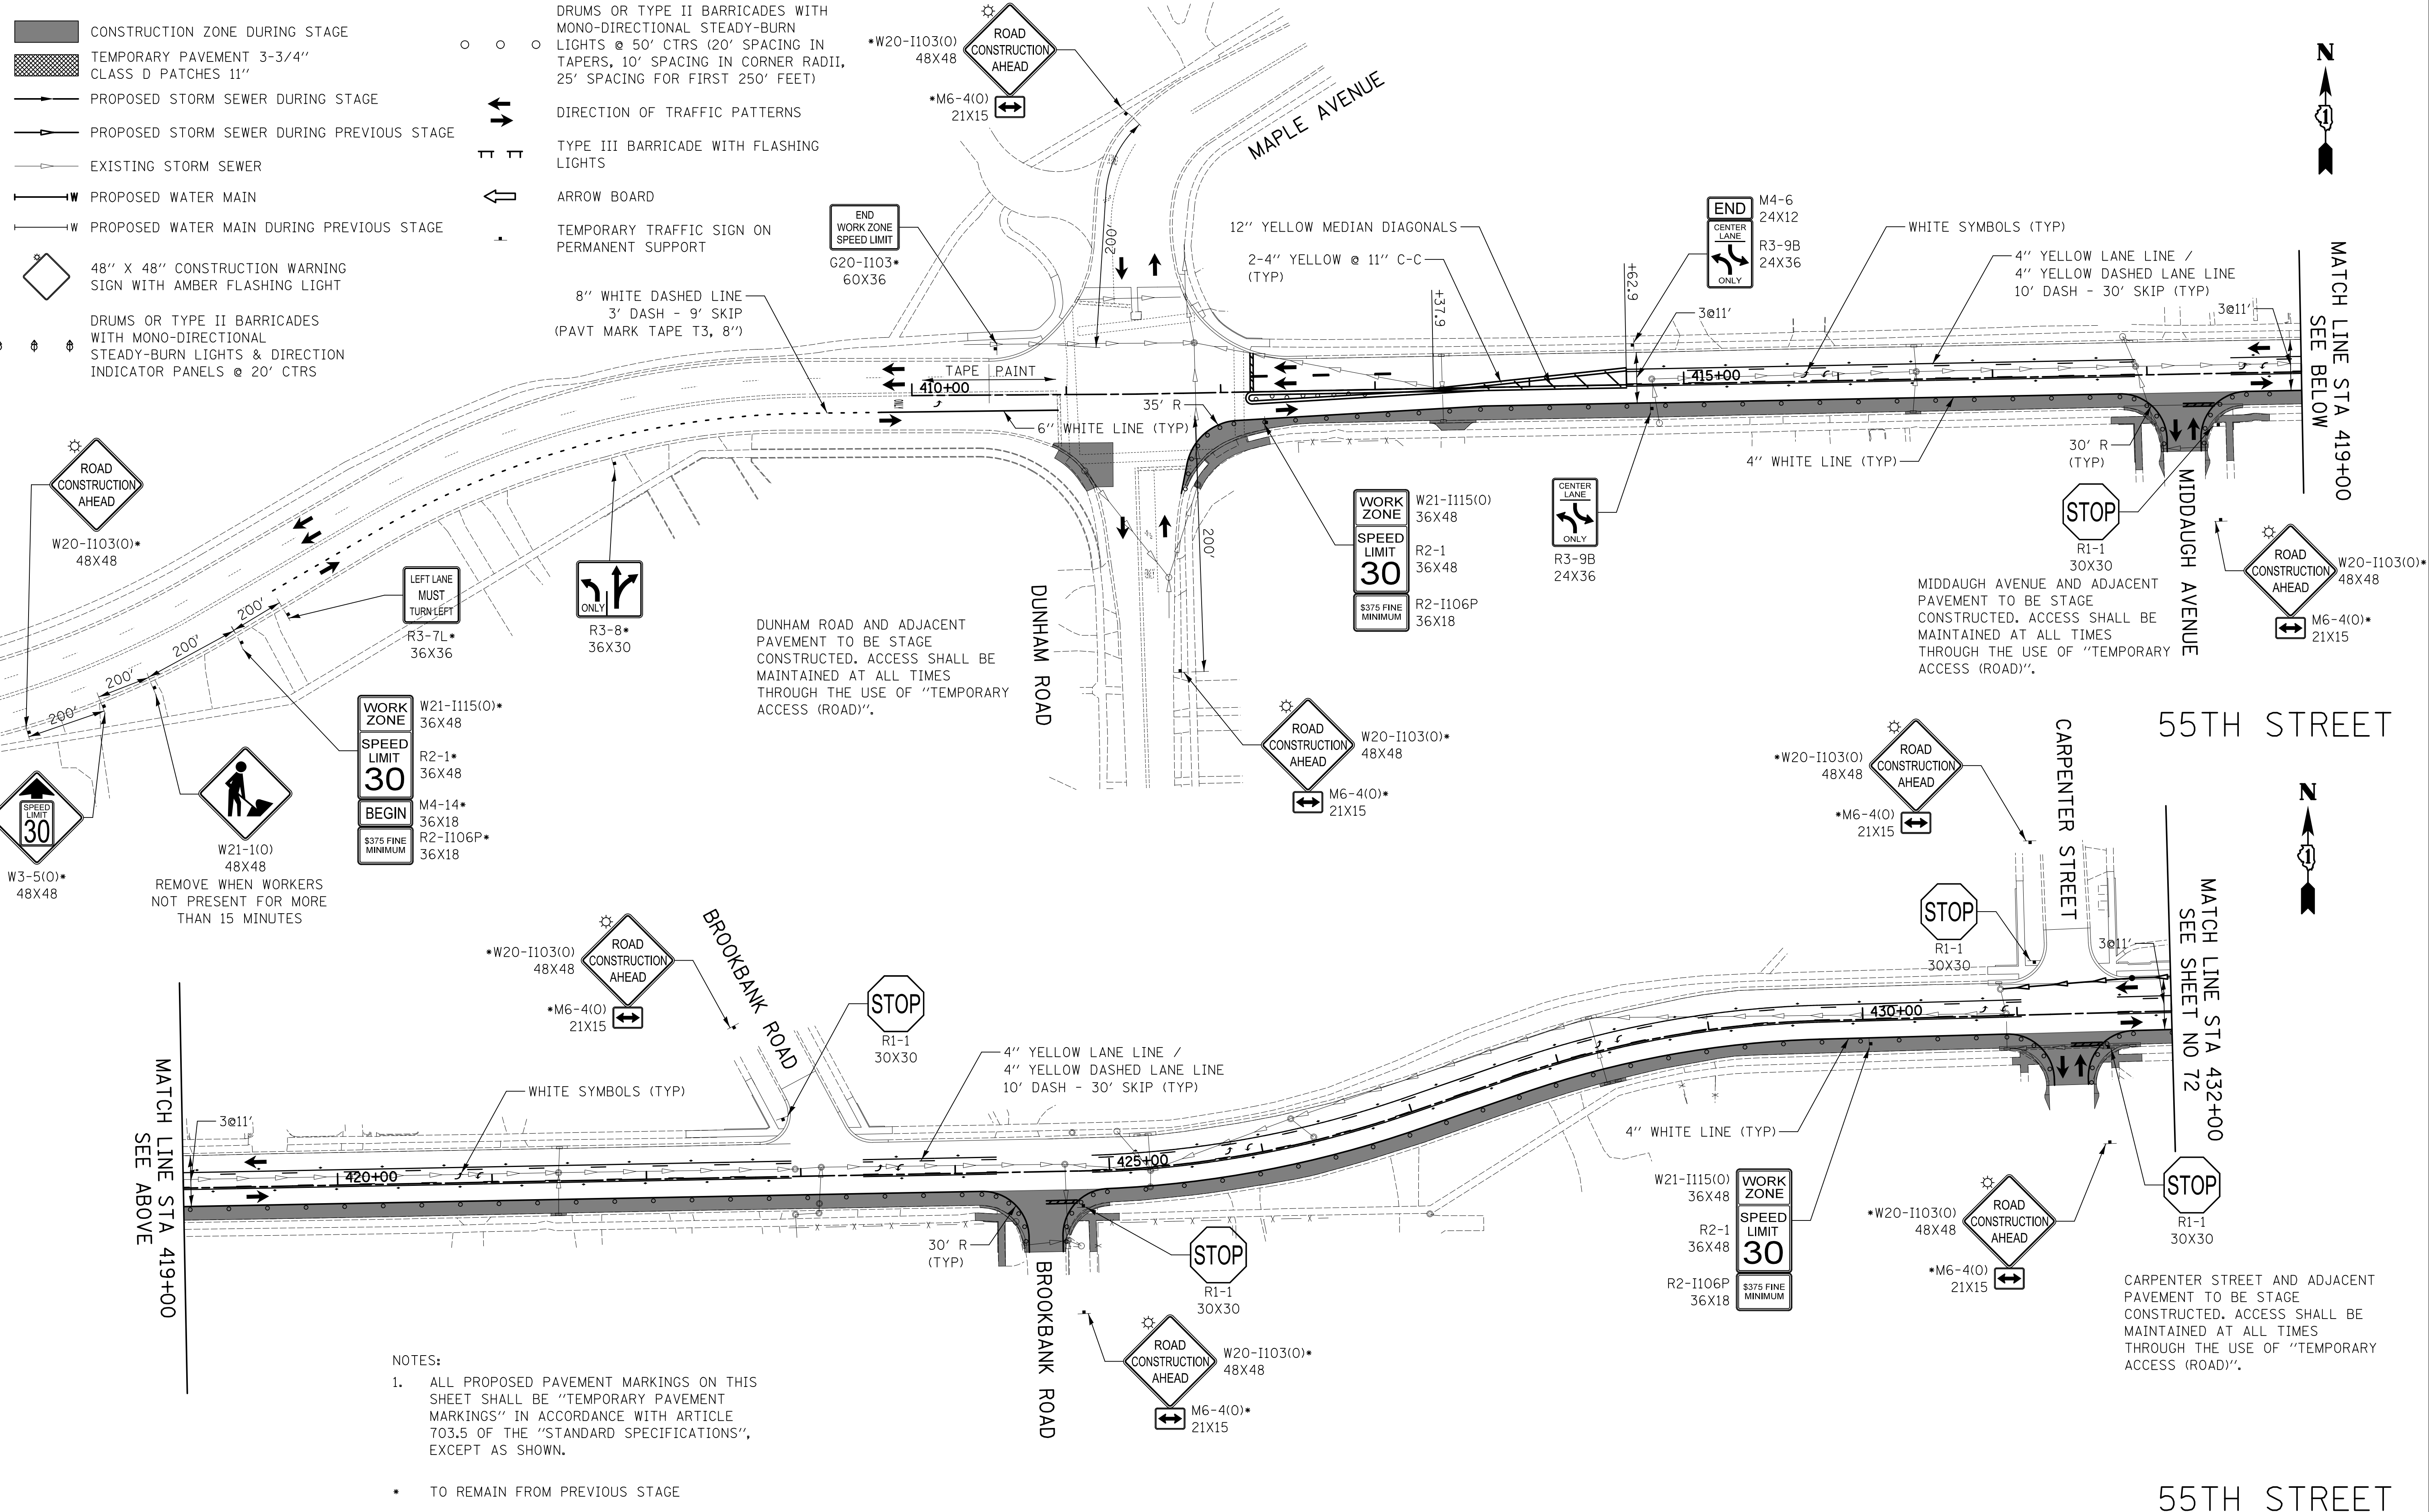 CONSTRUCTION ZONE DURING STAGE
TEMPORARY PAVEMENT 3-3/4"
CLASS D PATCHES 11"
PROPOSED STORM SEWER DURING STAGE
PROPOSED STORM SEWER DURING PREVIOUS STAGE
EXISTING STORM SEWER
W PROPOSED WATER MAIN
W PROPOSED WATER MAIN DURING PREVIOUS STAGE
48" X 48" CONSTRUCTION WARNING
SIGN WITH AMBER FLASHING LIGHT
DRUMS OR TYPE II BARRICADES
WITH MONO-DIRECTIONAL
STEADY-BURN LIGHTS & DIRECTION
INDICATOR PANELS @ 20' CTRS
DRUMS OR TYPE II BARRICADES WITH
MONO-DIRECTIONAL STEADY-BURN
LIGHTS @ 50' CTRS (20' SPACING IN
TAPERS, 10' SPACING IN CORNER RADII,
25' SPACING FOR FIRST 250' FEET)
DIRECTION OF TRAFFIC PATTERNS
TYPE III BARRICADE WITH FLASHING
LIGHTS
ARROW BOARD
TEMPORARY TRAFFIC SIGN ON
PERMANENT SUPPORT
*W20-I103(O)
48X48
ROAD
CONSTRUCTION
AHEAD
*M6-4(O)
21X15
MAPLE AVENUE
200'
END
WORK ZONE
SPEED LIMIT
G20-I103*
60X36
8" WHITE DASHED LINE
3' DASH - 9' SKIP
(PAVT MARK TAPE T3, 8")
12" YELLOW MEDIAN DIAGONALS
2-4" YELLOW @ 11" C-C
(TYP)
+37.9
+62.9
END
M4-6
24X12
CENTER
LANE
ONLY
R3-9B
24X36
WHITE SYMBOLS (TYP)
4" YELLOW LANE LINE /
4" YELLOW DASHED LANE LINE
10' DASH - 30' SKIP (TYP)
3@11'
3@11'
N
1
MATCH LINE STA 419+00
SEE BELOW
TAPE PAINT
410+00
415+00
35' R
6" WHITE LINE (TYP)
4" WHITE LINE (TYP)
30' R
(TYP)
ROAD
CONSTRUCTION
AHEAD
W20-I103(O)*
48X48
200'
200'
200'
200'
LEFT LANE
MUST
TURN LEFT
R3-7L*
36X36
ONLY
R3-8*
36X30
DUNHAM ROAD AND ADJACENT
PAVEMENT TO BE STAGE
CONSTRUCTED. ACCESS SHALL BE
MAINTAINED AT ALL TIMES
THROUGH THE USE OF "TEMPORARY
ACCESS (ROAD)".
DUNHAM ROAD
200'
WORK
ZONE
W21-I115(O)
36X48
SPEED
LIMIT
30
R2-1
36X48
$375 FINE
MINIMUM
R2-I106P
36X18
CENTER
LANE
ONLY
R3-9B
24X36
STOP
R1-1
30X30
MIDDAUGH AVENUE
MIDDAUGH AVENUE AND ADJACENT
PAVEMENT TO BE STAGE
CONSTRUCTED. ACCESS SHALL BE
MAINTAINED AT ALL TIMES
THROUGH THE USE OF "TEMPORARY
ACCESS (ROAD)".
ROAD
CONSTRUCTION
AHEAD
W20-I103(O)*
48X48
M6-4(O)*
21X15
55TH STREET
SPEED
LIMIT
30
W3-5(O)*
48X48
W21-1(O)
48X48
REMOVE WHEN WORKERS
NOT PRESENT FOR MORE
THAN 15 MINUTES
WORK
ZONE
W21-I115(O)*
36X48
SPEED
LIMIT
30
R2-1*
36X48
BEGIN
M4-14*
36X18
$375 FINE
MINIMUM
R2-I106P*
36X18
ROAD
CONSTRUCTION
AHEAD
W20-I103(O)*
48X48
M6-4(O)*
21X15
*W20-I103(O)
48X48
ROAD
CONSTRUCTION
AHEAD
*M6-4(O)
21X15
CARPENTER STREET
N
1
STOP
R1-1
30X30
3@11'
MATCH LINE STA 432+00
SEE SHEET NO 72
*W20-I103(O)
48X48
ROAD
CONSTRUCTION
AHEAD
*M6-4(O)
21X15
BROOKBANK ROAD
STOP
R1-1
30X30
MATCH LINE STA 419+00
SEE ABOVE
3@11'
WHITE SYMBOLS (TYP)
4" YELLOW LANE LINE /
4" YELLOW DASHED LANE LINE
10' DASH - 30' SKIP (TYP)
420+00
425+00
430+00
30' R
(TYP)
BROOKBANK ROAD
STOP
R1-1
30X30
ROAD
CONSTRUCTION
AHEAD
W20-I103(O)*
48X48
M6-4(O)*
21X15
4" WHITE LINE (TYP)
W21-I115(O)
36X48
WORK
ZONE
R2-1
36X48
SPEED
LIMIT
30
R2-I106P
36X18
$375 FINE
MINIMUM
*W20-I103(O)
48X48
ROAD
CONSTRUCTION
AHEAD
*M6-4(O)
21X15
STOP
R1-1
30X30
CARPENTER STREET AND ADJACENT
PAVEMENT TO BE STAGE
CONSTRUCTED. ACCESS SHALL BE
MAINTAINED AT ALL TIMES
THROUGH THE USE OF "TEMPORARY
ACCESS (ROAD)".
NOTES:
1. ALL PROPOSED PAVEMENT MARKINGS ON THIS
SHEET SHALL BE "TEMPORARY PAVEMENT
MARKINGS" IN ACCORDANCE WITH ARTICLE
703.5 OF THE "STANDARD SPECIFICATIONS",
EXCEPT AS SHOWN.
* TO REMAIN FROM PREVIOUS STAGE
55TH STREET